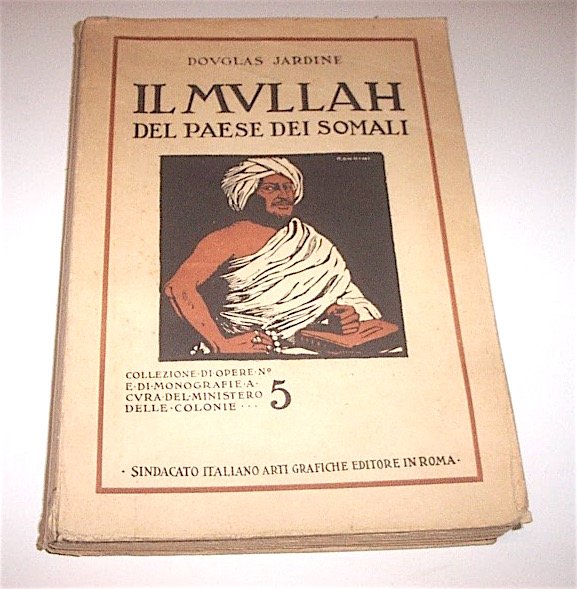 DOVGLAS JARDINE
IL MVLLAH
DEL PAESE DEI SOMALI
COLLEZIONE·DI·OPERE·Nº
E·DI·MONOGRAFIE·A·
CVRA·DEL·MINISTERO
DELLE·COLONIE···
5
·SINDACATO ITALIANO ARTI GRAFICHE EDITORE IN ROMA·